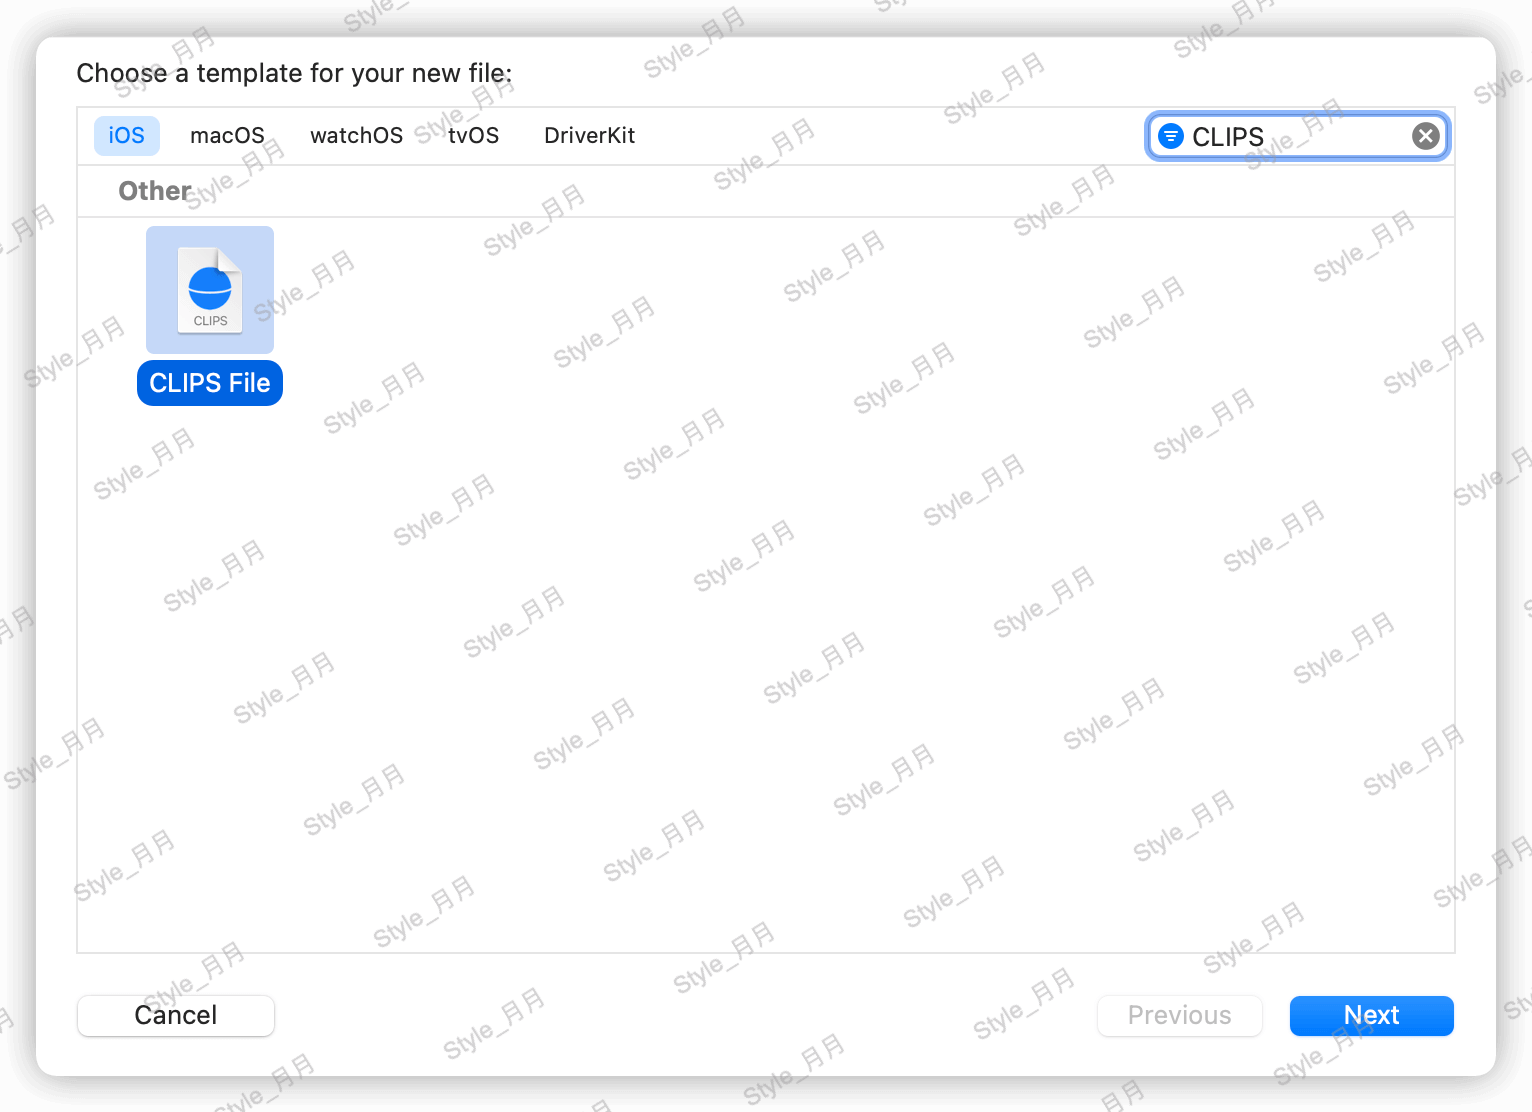 Choose a template for your new file:
iOS macOS watchOS tvOS DriverKit CLIPS
Other
CLIPS
CLIPS File
Cancel Previous Next
Style_月月